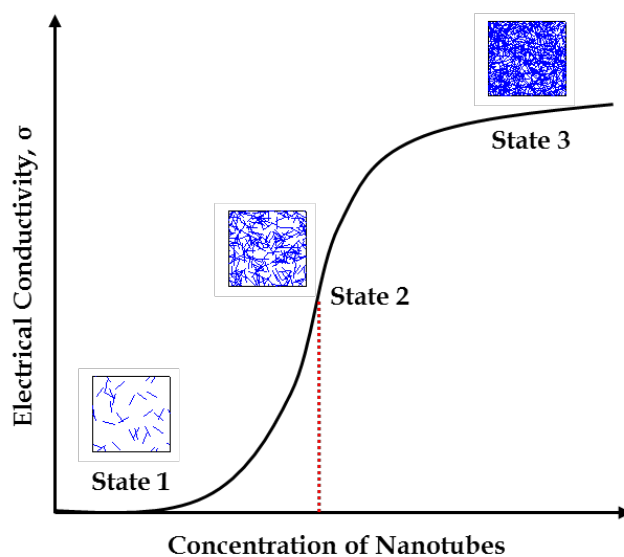 Electrical Conductivity, σ
State 3
State 2
State 1
Concentration of Nanotubes